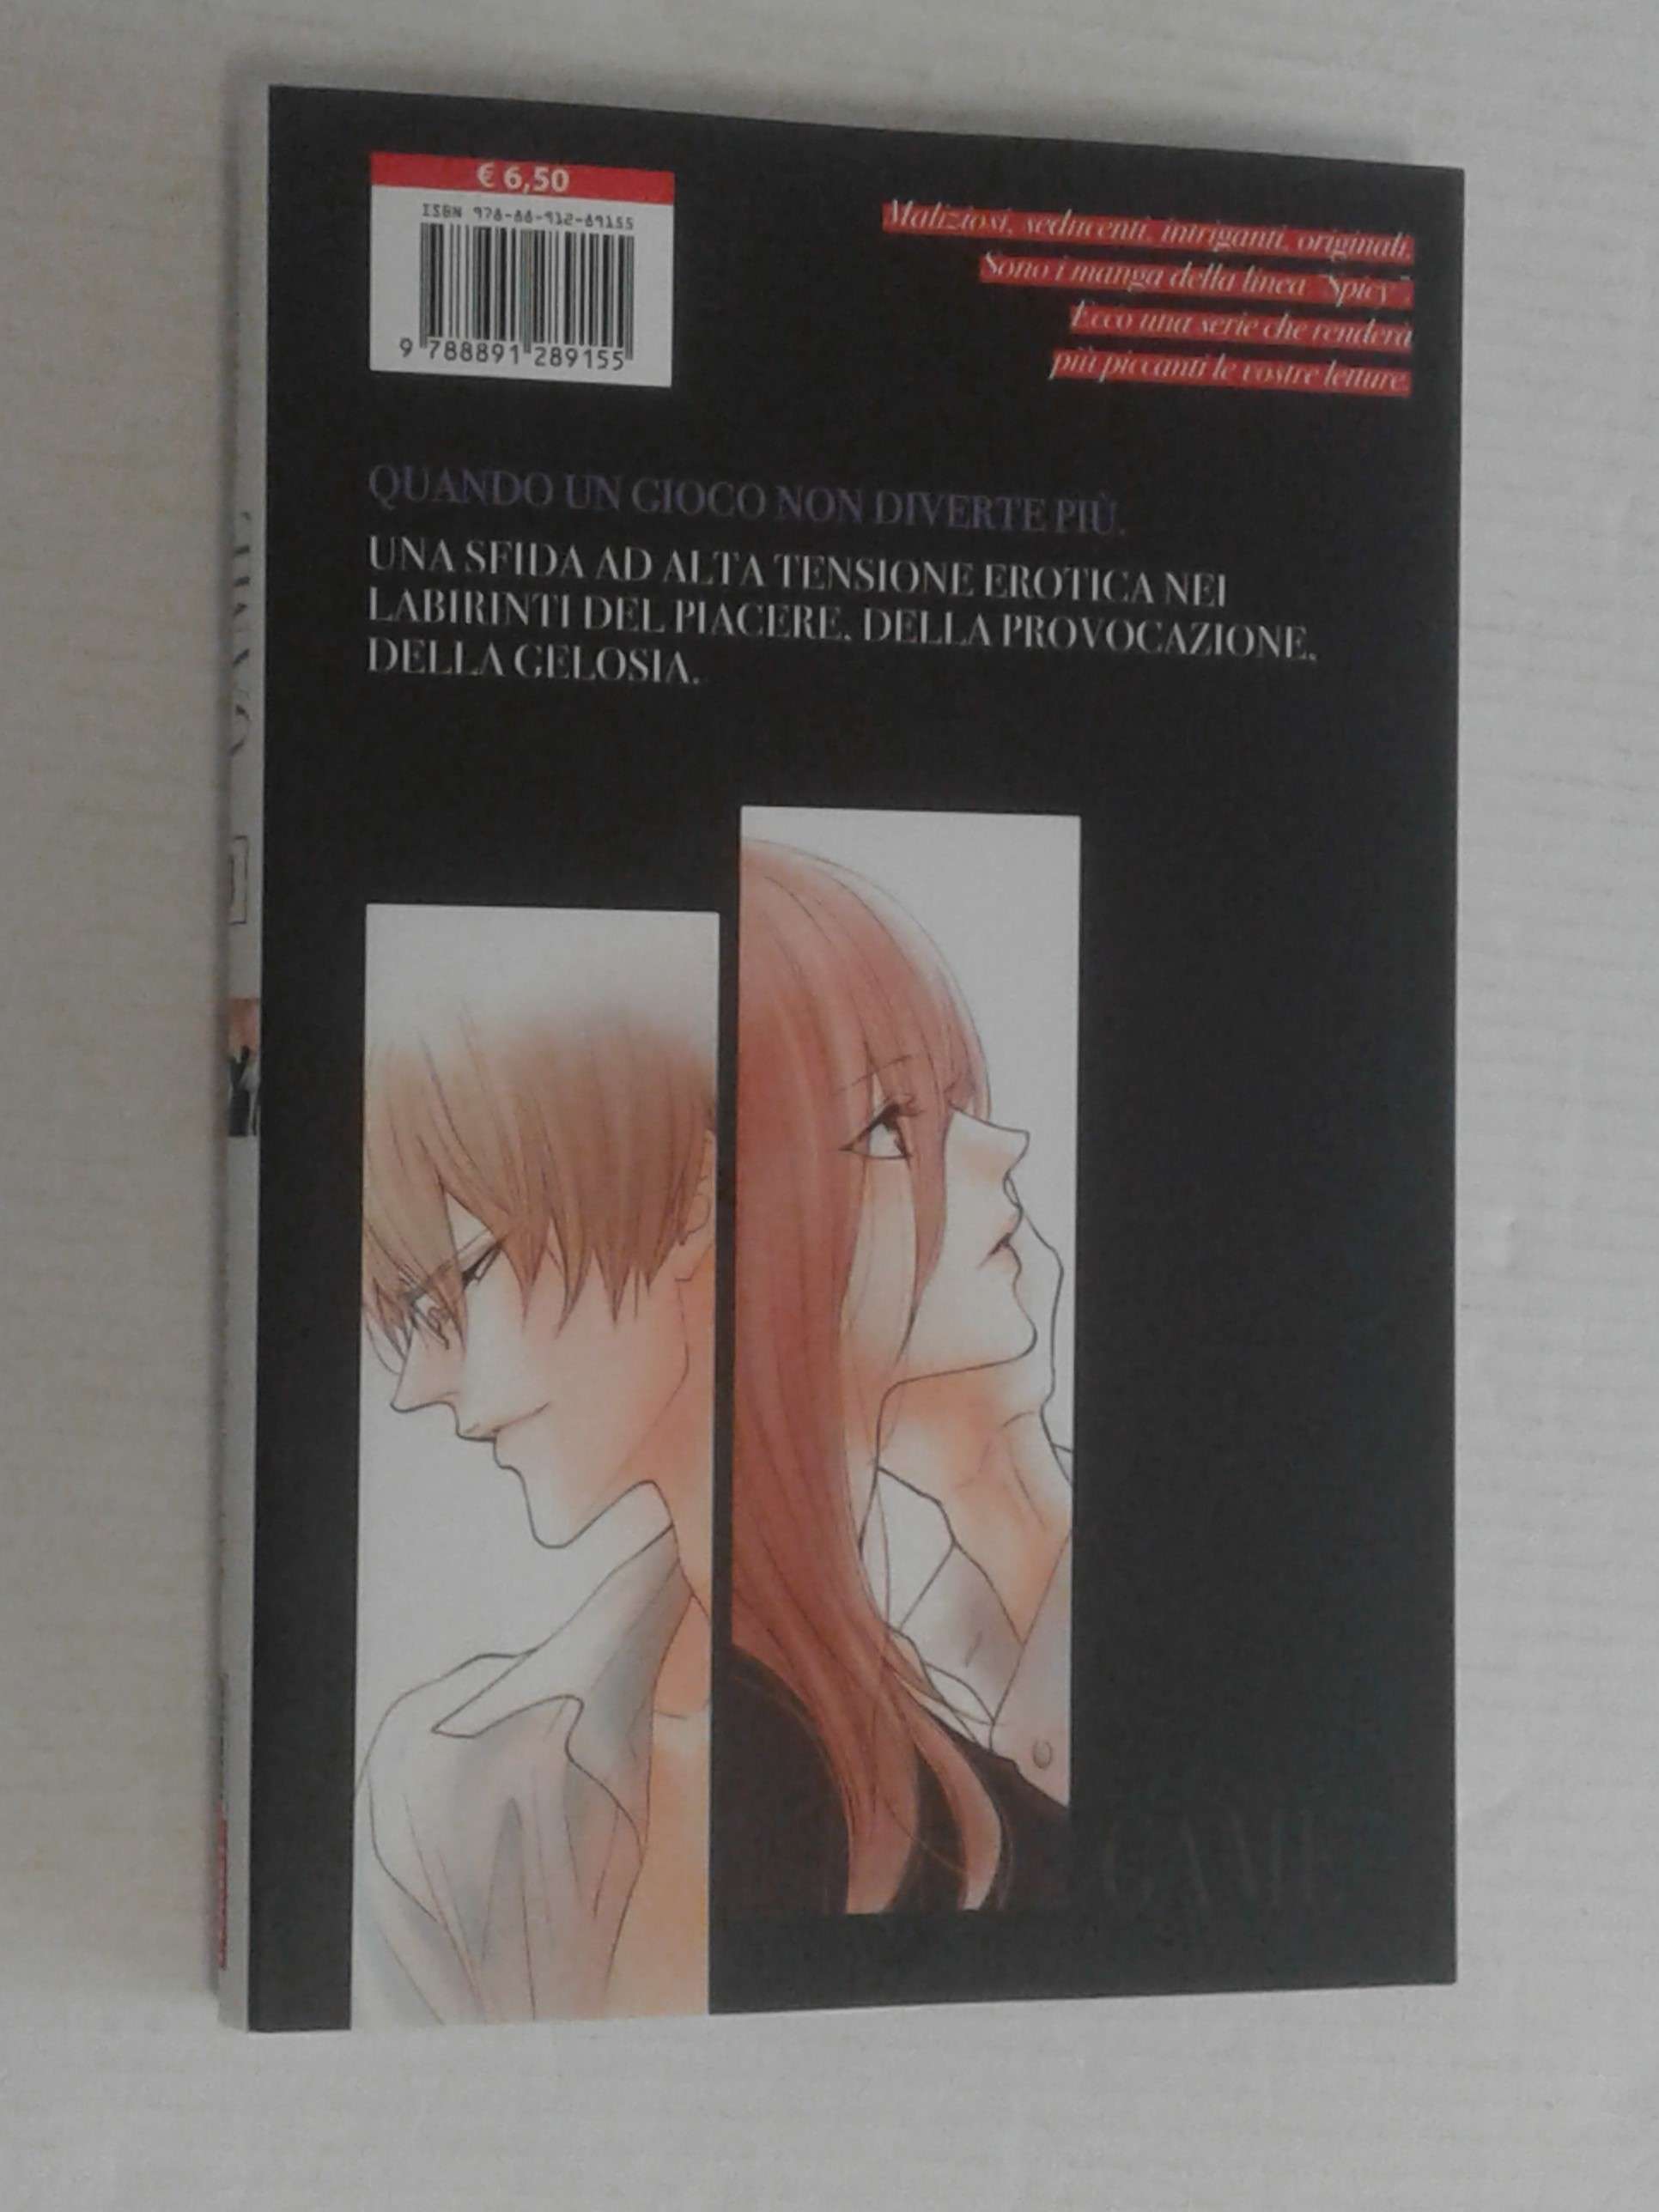 € 6,50
ISBN 978-88-912-89155
9 788891 289155
Maliziosi, seducenti, intriganti, originali.
Sono i manga della linea "Spicy".
Ecco una serie che renderà
più piccanti le vostre letture.
QUANDO UN GIOCO NON DIVERTE PIÙ.
UNA SFIDA AD ALTA TENSIONE EROTICA NEI
LABIRINTI DEL PIACERE, DELLA PROVOCAZIONE,
DELLA GELOSIA.
GAME